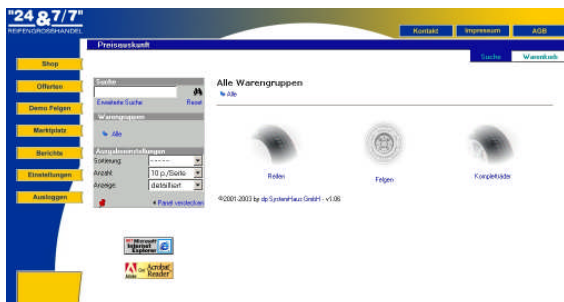 "24 & 7/7"
REIFENGROSSHANDEL
Kontakt
Impressum
AGB
Preisauskunft
Suche
Warenkorb
Shop
Offerten
Demo Felgen
Marktplatz
Berichte
Einstellungen
Ausloggen
Suche
Erweiterte Suche
Reset
Warengruppen
Alle
Ausgabeeinstellungen
Sortierung:
-----
Anzahl:
10 p./Seite
Anzeige:
detailliert
Panel verstecken
Alle Warengruppen
Alle
Reifen
Felgen
Kompletträder
©2001-2003 by dp SystemHaus GmbH - v1.06
Microsoft
Internet
Explorer
Adobe
Get Acrobat
Reader